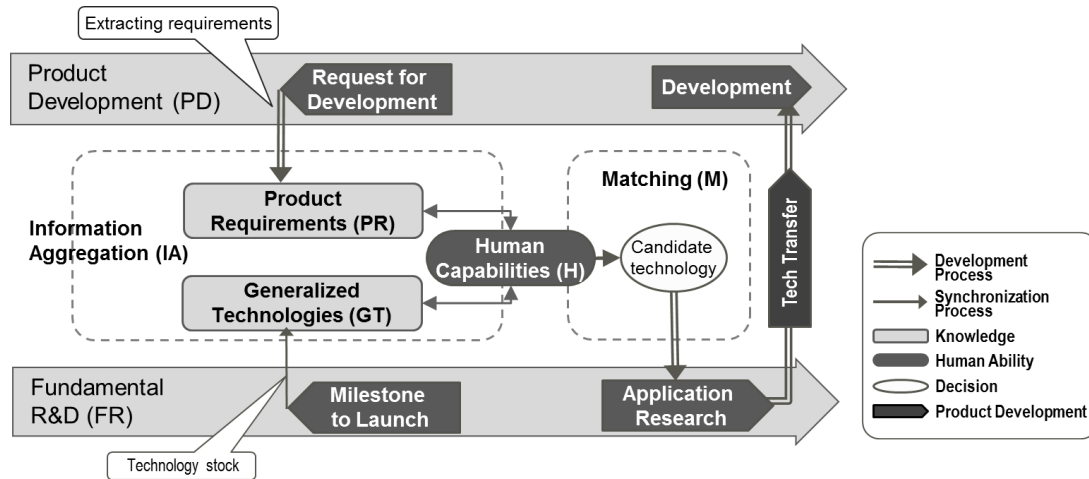 Extracting requirements
Product
Development (PD)
Request for
Development
Development
Matching (M)
Product
Requirements (PR)
Information
Aggregation (IA)
Human
Capabilities (H)
Candidate
technology
Generalized
Technologies (GT)
Tech Transfer
Fundamental
R&D (FR)
Milestone
to Launch
Application
Research
Technology stock
Development
Process
Synchronization
Process
Knowledge
Human Ability
Decision
Product Development